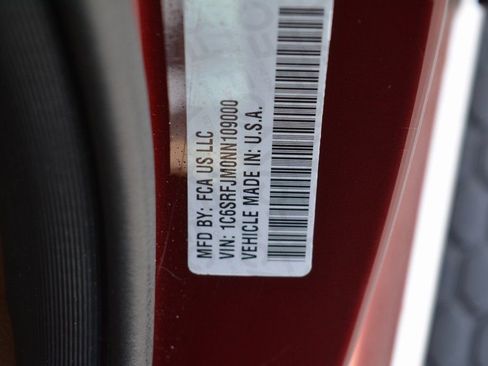 MFD BY: FCA US LLC
VIN: 1C6SRFJM0NN109000
VEHICLE MADE IN: U.S.A.